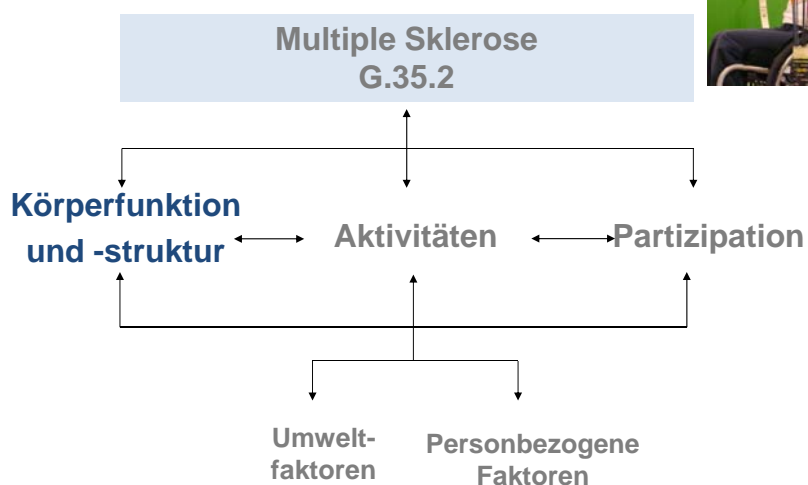 Multiple Sklerose
G.35.2
Körperfunktion
und -struktur
Aktivitäten
Partizipation
Umwelt-
faktoren
Personbezogene
Faktoren